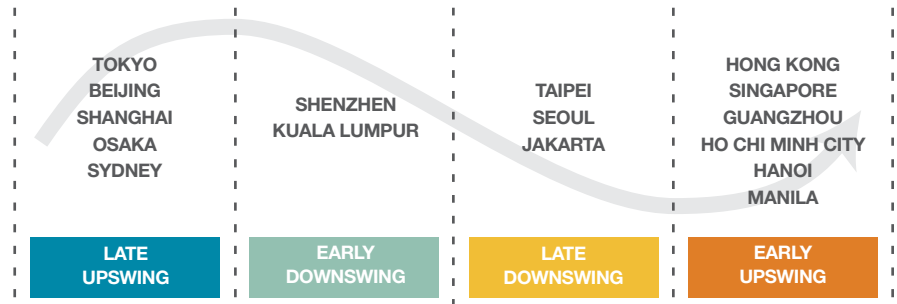 TOKYO
BEIJING
SHANGHAI
OSAKA
SYDNEY
LATE
UPSWING
SHENZHEN
KUALA LUMPUR
EARLY
DOWNSWING
TAIPEI
SEOUL
JAKARTA
LATE
DOWNSWING
HONG KONG
SINGAPORE
GUANGZHOU
HO CHI MINH CITY
HANOI
MANILA
EARLY
UPSWING